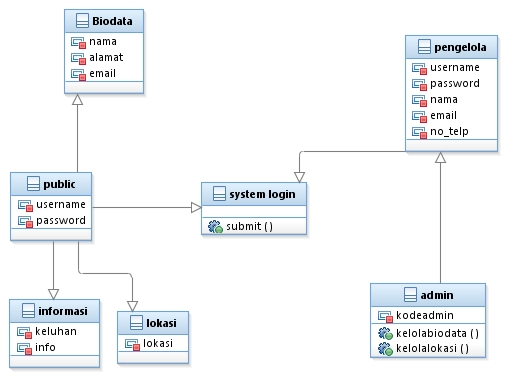 Biodata
nama
alamat
email
pengelola
username
password
nama
email
no_telp
public
username
password
system login
submit ( )
informasi
keluhan
info
lokasi
lokasi
admin
kodeadmin
kelolabiodata ( )
kelolalokasi ( )